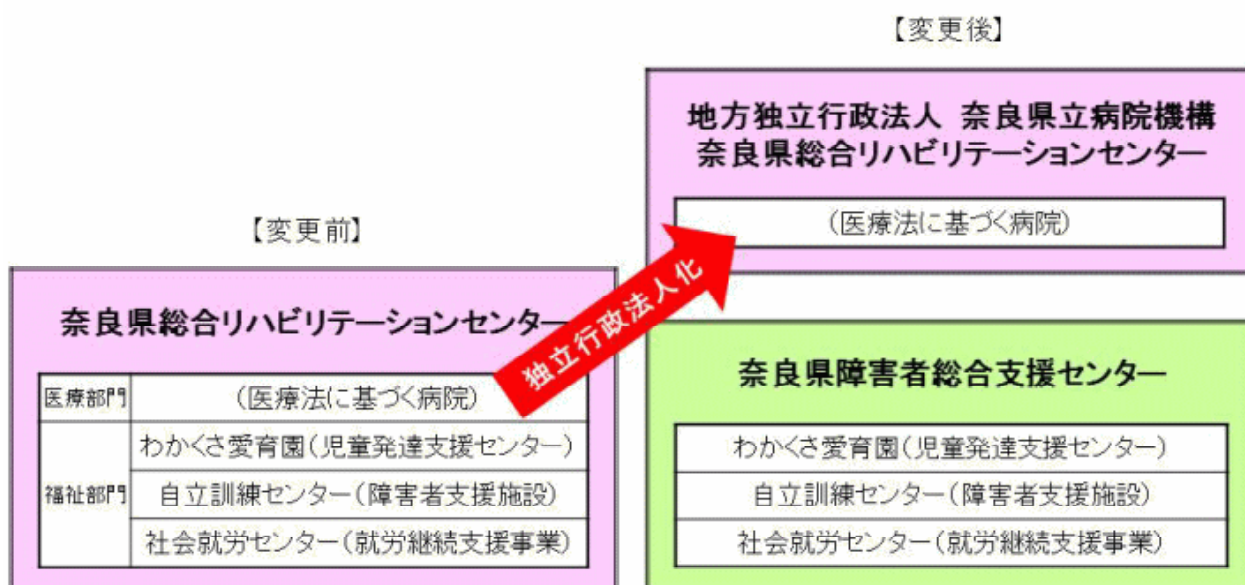 【変更前】
奈良県総合リハビリテーションセンター
医療部門
(医療法に基づく病院)
福祉部門
わかくさ愛育園(児童発達支援センター)
自立訓練センター(障害者支援施設)
社会就労センター(就労継続支援事業)
独立行政法人化
【変更後】
地方独立行政法人 奈良県立病院機構
奈良県総合リハビリテーションセンター
(医療法に基づく病院)
奈良県障害者総合支援センター
わかくさ愛育園(児童発達支援センター)
自立訓練センター(障害者支援施設)
社会就労センター(就労継続支援事業)